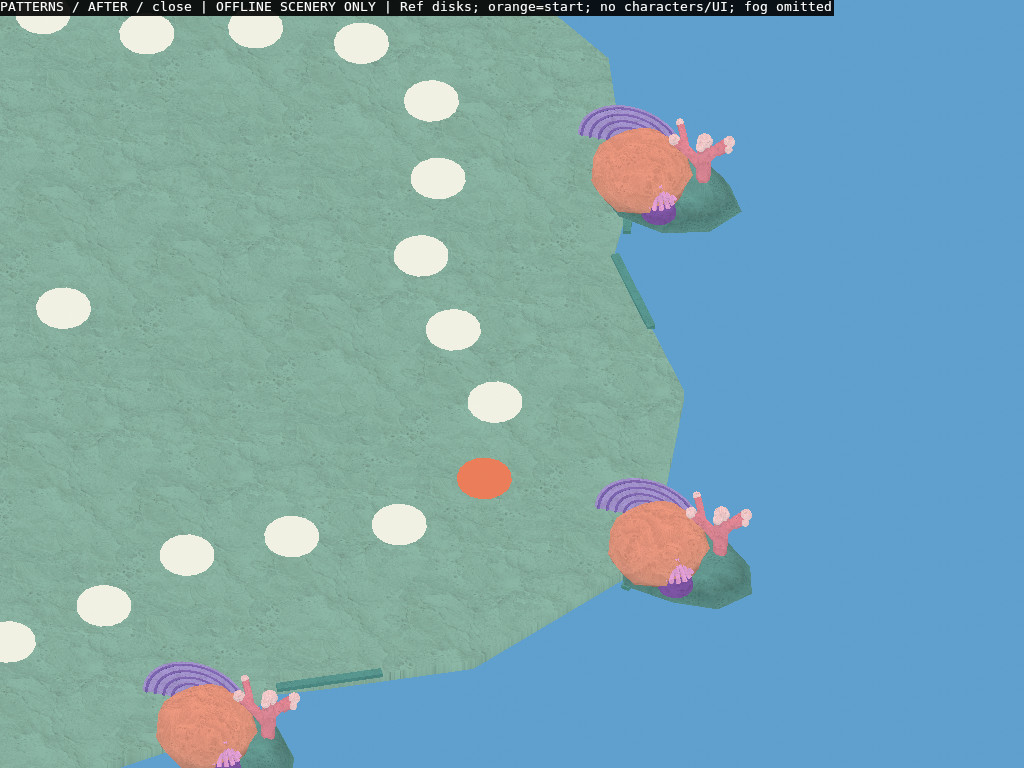 PATTERNS / AFTER / close | OFFLINE SCENERY ONLY | Ref disks; orange=start; no characters/UI; fog omitted